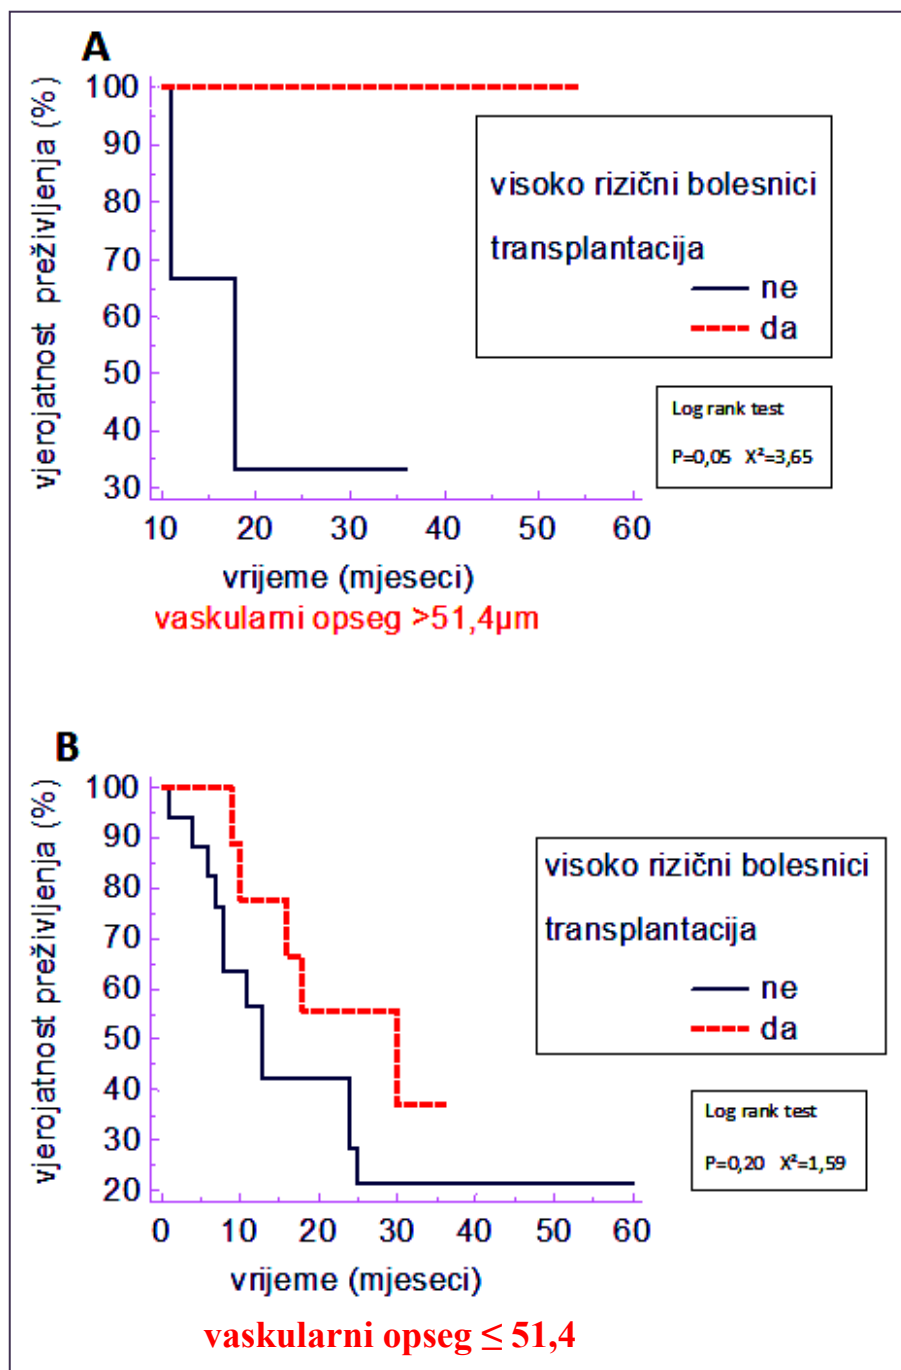 A
vjerojatnost preživljenja (%)
100
90
80
70
60
50
40
30
10 20 30 40 50 60
vrijeme (mjeseci)
vaskularni opseg >51,4µm
visoko rizični bolesnici
transplantacija
ne
da
Log rank test
P=0,05 X²=3,65
B
vjerojatnost preživljenja (%)
100
90
80
70
60
50
40
30
20
0 10 20 30 40 50 60
vrijeme (mjeseci)
vaskularni opseg ≤ 51,4
visoko rizični bolesnici
transplantacija
ne
da
Log rank test
P=0,20 X²=1,59